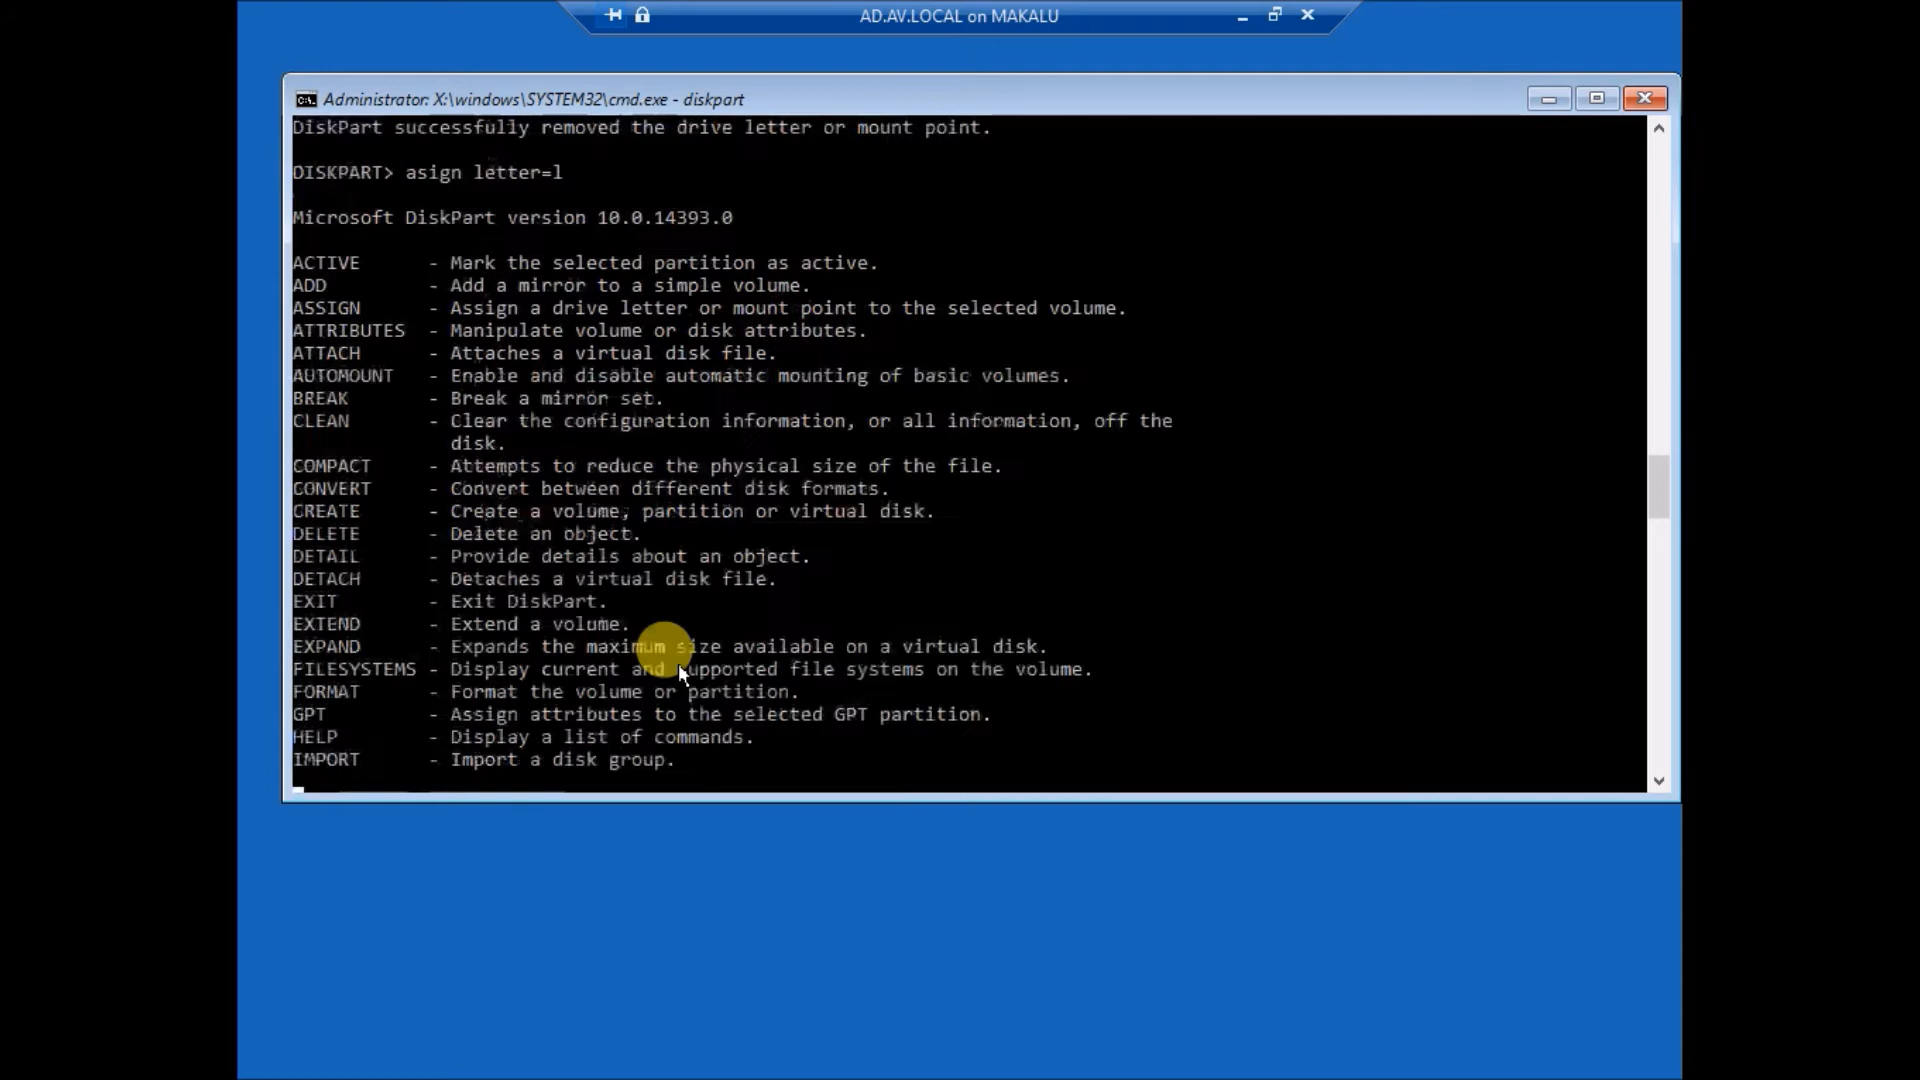 AD.AV.LOCAL on MAKALU
Administrator: X:\windows\SYSTEM32\cmd.exe - diskpart
DiskPart successfully removed the drive letter or mount point.
DISKPART> asign letter=l
Microsoft DiskPart version 10.0.14393.0
ACTIVE - Mark the selected partition as active.
ADD - Add a mirror to a simple volume.
ASSIGN - Assign a drive letter or mount point to the selected volume.
ATTRIBUTES - Manipulate volume or disk attributes.
ATTACH - Attaches a virtual disk file.
AUTOMOUNT - Enable and disable automatic mounting of basic volumes.
BREAK - Break a mirror set.
CLEAN - Clear the configuration information, or all information, off the
disk.
COMPACT - Attempts to reduce the physical size of the file.
CONVERT - Convert between different disk formats.
CREATE - Create a volume, partition or virtual disk.
DELETE - Delete an object.
DETAIL - Provide details about an object.
DETACH - Detaches a virtual disk file.
EXIT - Exit DiskPart.
EXTEND - Extend a volume.
EXPAND - Expands the maximum size available on a virtual disk.
FILESYSTEMS - Display current and supported file systems on the volume.
FORMAT - Format the volume or partition.
GPT - Assign attributes to the selected GPT partition.
HELP - Display a list of commands.
IMPORT - Import a disk group.